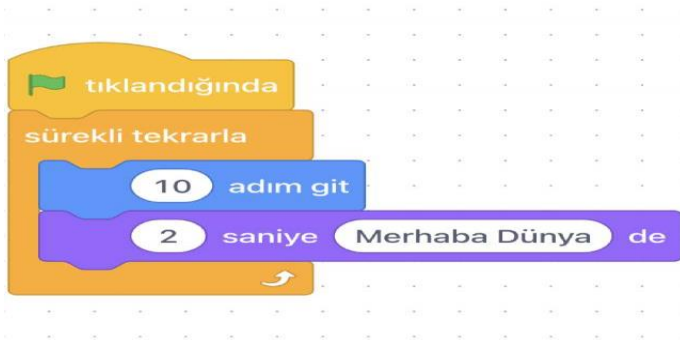 tıklandığında
sürekli tekrarla
10 adım git
2 saniye Merhaba Dünya de